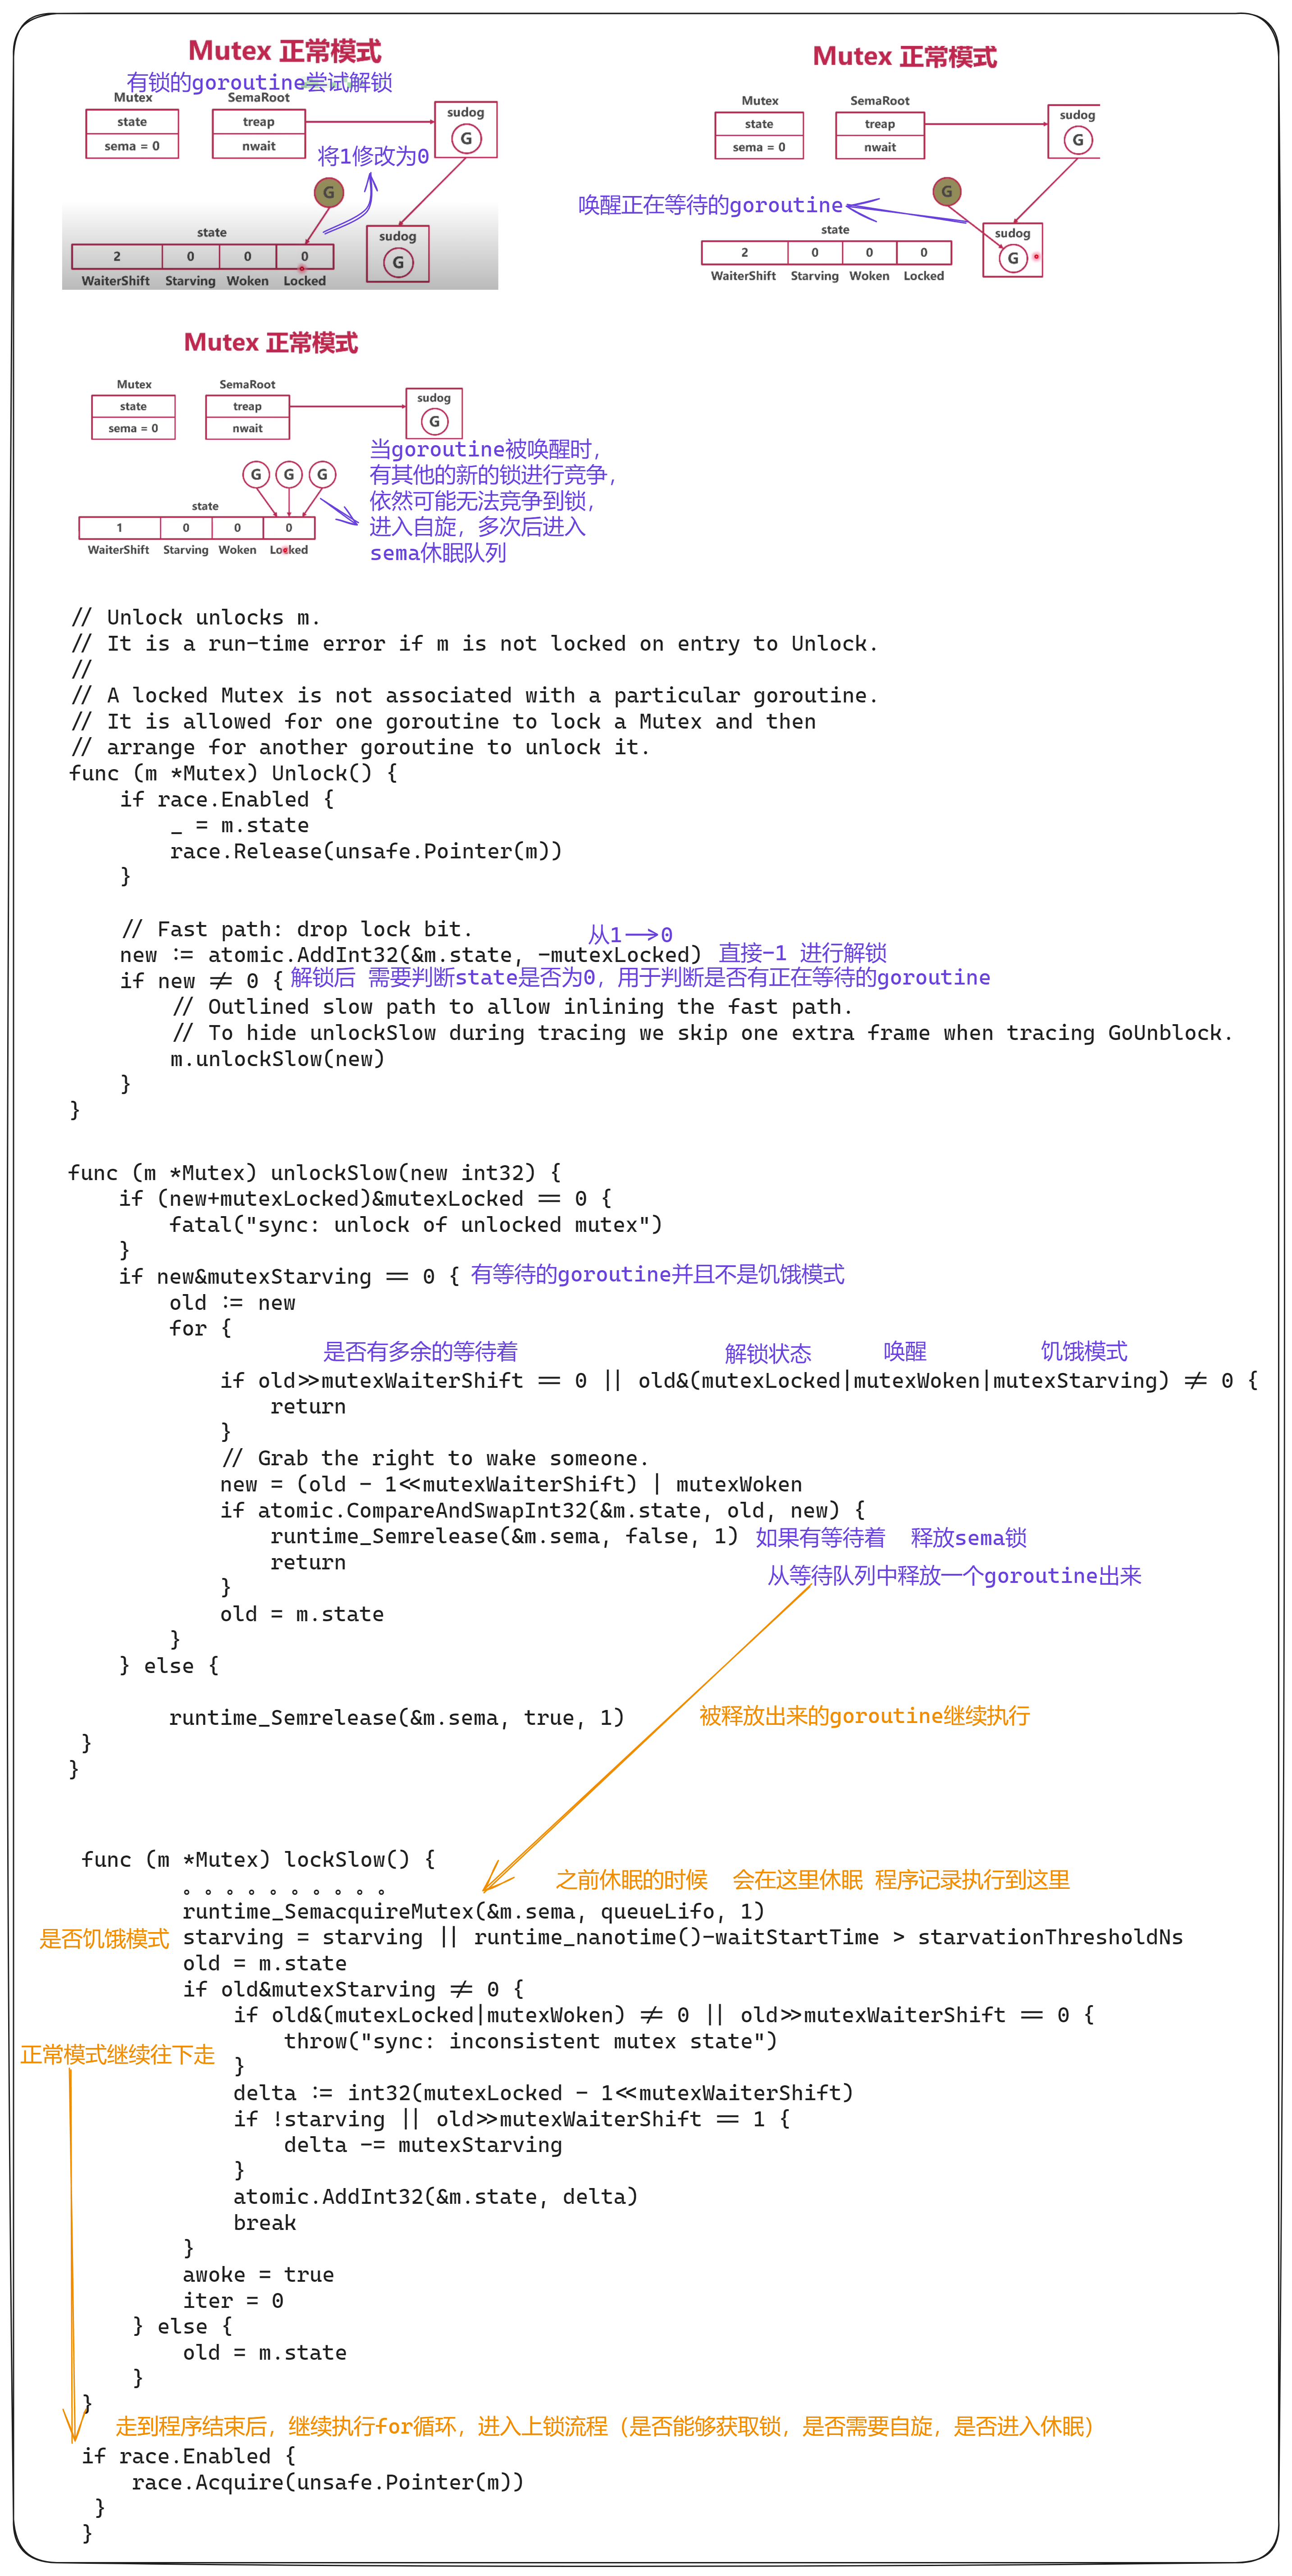 Mutex 正常模式
有锁的goroutine尝试解锁
Mutex
SemaRoot
state
treap
sudog
sema = 0
nwait
G
将1修改为0
G
state
sudog
2
0
0
0
G
WaiterShift
Starving
Woken
Locked
Mutex 正常模式
Mutex
SemaRoot
state
treap
sudog
sema = 0
nwait
G
唤醒正在等待的goroutine
G
state
sudog
2
0
0
0
G
WaiterShift
Starving
Woken
Locked
Mutex 正常模式
Mutex
SemaRoot
state
treap
sudog
sema = 0
nwait
G
当goroutine被唤醒时,
有其他的新的锁进行竞争,
依然可能无法竞争到锁,
进入自旋, 多次后进入
sema休眠队列
G
G
G
state
1
0
0
0
WaiterShift
Starving
Woken
Locked
// Unlock unlocks m.
// It is a run-time error if m is not locked on entry to Unlock.
//
// A locked Mutex is not associated with a particular goroutine.
// It is allowed for one goroutine to lock a Mutex and then
// arrange for another goroutine to unlock it.
func (m *Mutex) Unlock() {
if race.Enabled {
_ = m.state
race.Release(unsafe.Pointer(m))
}
// Fast path: drop lock bit.
从1-->0
new := atomic.AddInt32(&m.state, -mutexLocked) 直接-1 进行解锁
if new != 0 { 解锁后 需要判断state是否为0, 用于判断是否有正在等待的goroutine
// Outlined slow path to allow inlining the fast path.
// To hide unlockSlow during tracing we skip one extra frame when tracing GoUnblock.
m.unlockSlow(new)
}
}
func (m *Mutex) unlockSlow(new int32) {
if (new+mutexLocked)&mutexLocked == 0 {
fatal("sync: unlock of unlocked mutex")
}
if new&mutexStarving == 0 { 有等待的goroutine并且不是饥饿模式
old := new
for {
是否有多余的等待着 解锁状态 唤醒 饥饿模式
if old>>mutexWaiterShift == 0 || old&(mutexLocked|mutexWoken|mutexStarving) != 0 {
return
}
// Grab the right to wake someone.
new = (old - 1<<mutexWaiterShift) | mutexWoken
if atomic.CompareAndSwapInt32(&m.state, old, new) {
runtime_Semrelease(&m.sema, false, 1) 如果有等待着 释放sema锁
return
从等待队列中释放一个goroutine出来
}
old = m.state
}
} else {
runtime_Semrelease(&m.sema, true, 1) 被释放出来的goroutine继续执行
}
}
func (m *Mutex) lockSlow() {
。。。。。。。。。。
之前休眠的时候 会在这里休眠 程序记录执行到这里
runtime_SemacquireMutex(&m.sema, queueLifo, 1)
是否饥饿模式 starving = starving || runtime_nanotime()-waitStartTime > starvationThresholdNs
old = m.state
if old&mutexStarving != 0 {
if old&(mutexLocked|mutexWoken) != 0 || old>>mutexWaiterShift == 0 {
throw("sync: inconsistent mutex state")
正常模式继续往下走
}
delta := int32(mutexLocked - 1<<mutexWaiterShift)
if !starving || old>>mutexWaiterShift == 1 {
delta -= mutexStarving
}
atomic.AddInt32(&m.state, delta)
break
}
awoke = true
iter = 0
} else {
old = m.state
}
}
走到程序结束后, 继续执行for循环, 进入上锁流程 (是否能够获取锁, 是否需要自旋, 是否进入休眠)
if race.Enabled {
race.Acquire(unsafe.Pointer(m))
}
}